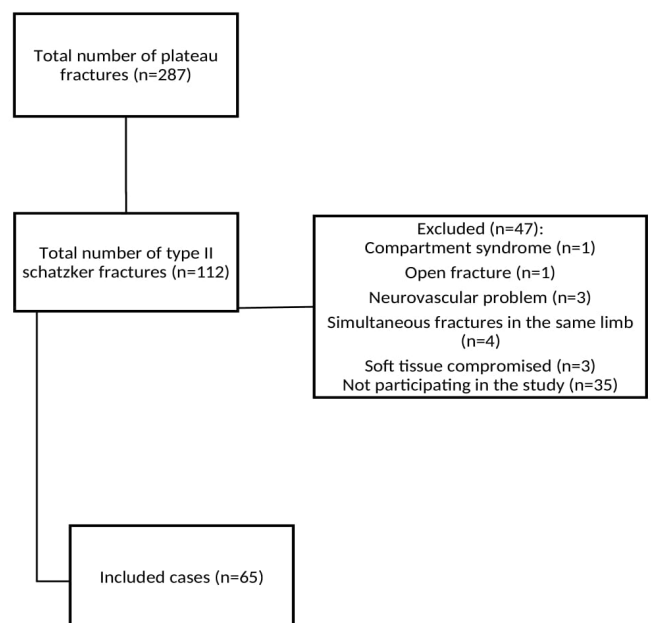 Total number of plateau
fractures (n=287)
Total number of type II
schatzker fractures (n=112)
Excluded (n=47):
Compartment syndrome (n=1)
Open fracture (n=1)
Neurovascular problem (n=3)
Simultaneous fractures in the same limb
(n=4)
Soft tissue compromised (n=3)
Not participating in the study (n=35)
Included cases (n=65)